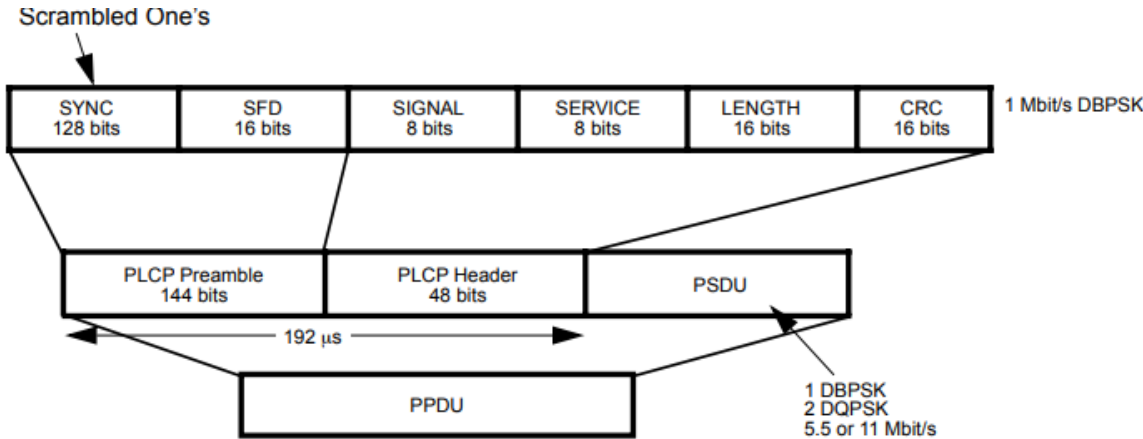 Scrambled One's
SYNC
128 bits
SFD
16 bits
SIGNAL
8 bits
SERVICE
8 bits
LENGTH
16 bits
CRC
16 bits
1 Mbit/s DBPSK
PLCP Preamble
144 bits
PLCP Header
48 bits
PSDU
192 μs
1 DBPSK
2 DQPSK
5.5 or 11 Mbit/s
PPDU